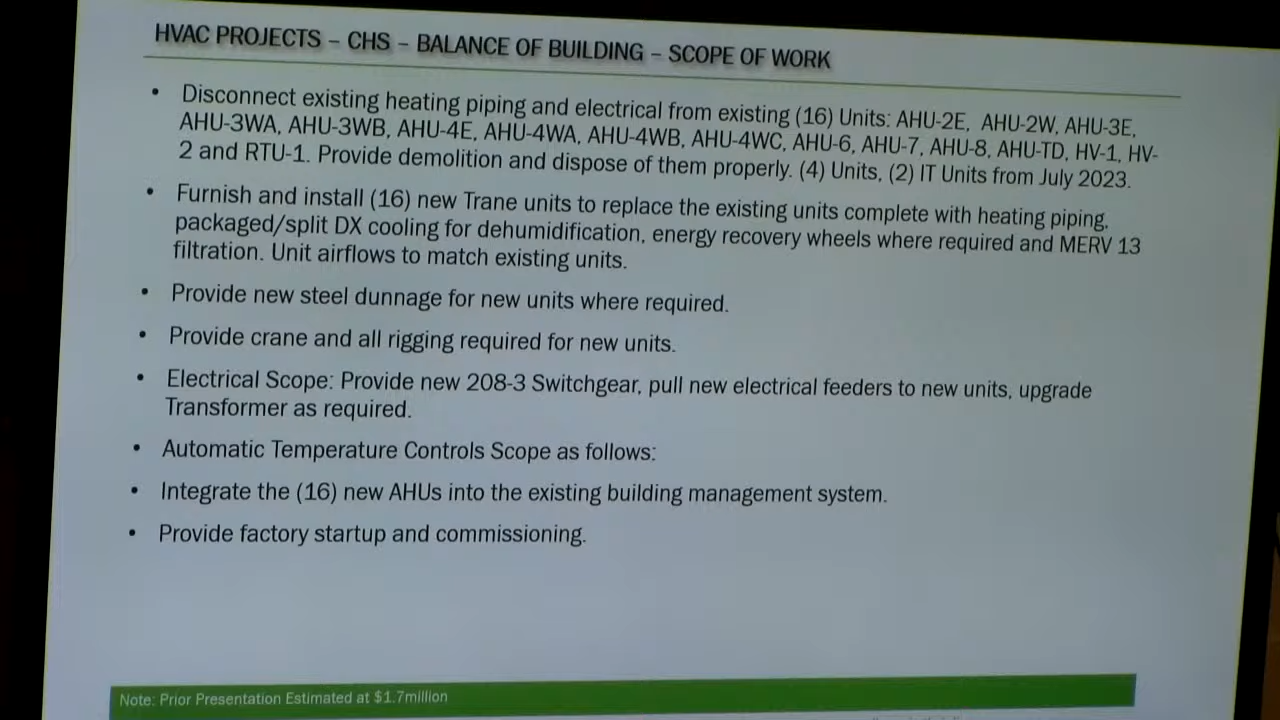 HVAC PROJECTS – CHS – BALANCE OF BUILDING – SCOPE OF WORK
• Disconnect existing heating piping and electrical from existing (16) Units: AHU-2E, AHU-2W, AHU-3E,
AHU-3WA, AHU-3WB, AHU-4E, AHU-4WA, AHU-4WB, AHU-4WC, AHU-6, AHU-7, AHU-8, AHU-TD, HV-1, HV-
2 and RTU-1. Provide demolition and dispose of them properly. (4) Units, (2) IT Units from July 2023.
• Furnish and install (16) new Trane units to replace the existing units complete with heating piping,
packaged/split DX cooling for dehumidification, energy recovery wheels where required and MERV 13
filtration. Unit airflows to match existing units.
• Provide new steel dunnage for new units where required.
• Provide crane and all rigging required for new units.
• Electrical Scope: Provide new 208-3 Switchgear, pull new electrical feeders to new units, upgrade
Transformer as required.
• Automatic Temperature Controls Scope as follows:
• Integrate the (16) new AHUs into the existing building management system.
• Provide factory startup and commissioning.
Note: Prior Presentation Estimated at $1.7million